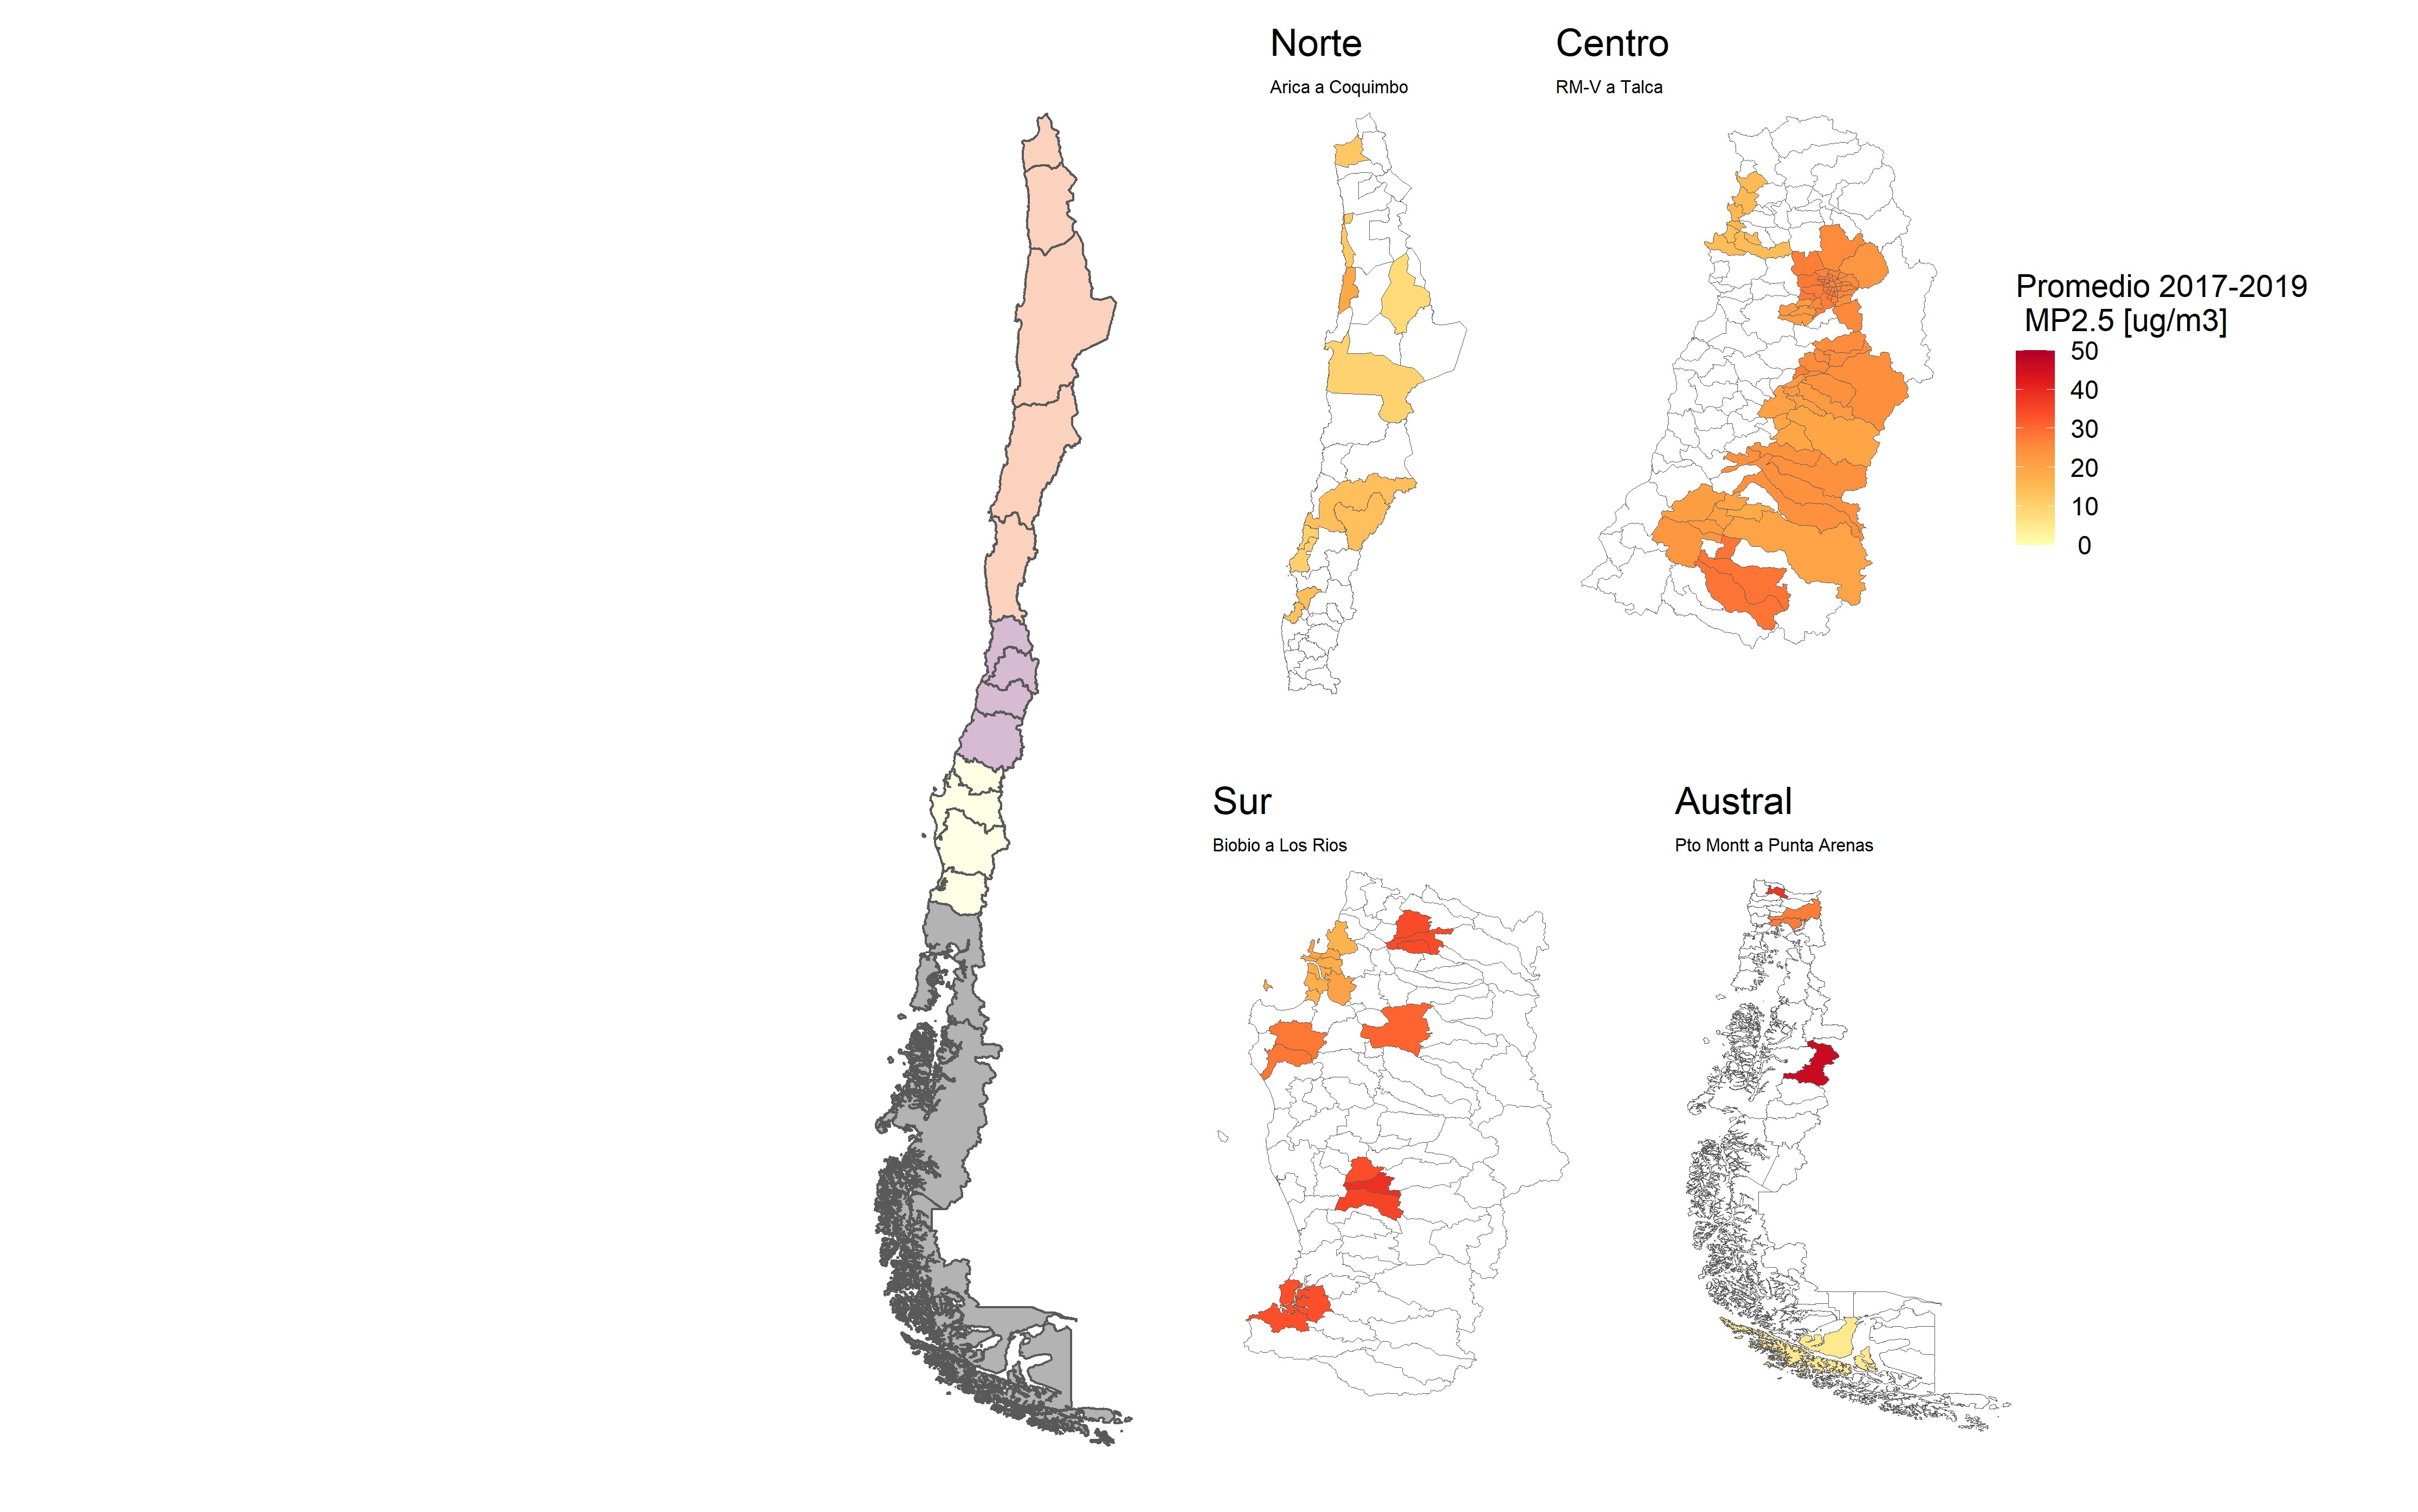 Norte
Arica a Coquimbo
Centro
RM-V a Talca
Promedio 2017-2019
MP2.5 [ug/m3]
50
40
30
20
10
0
Sur
Biobio a Los Rios
Austral
Pto Montt a Punta Arenas